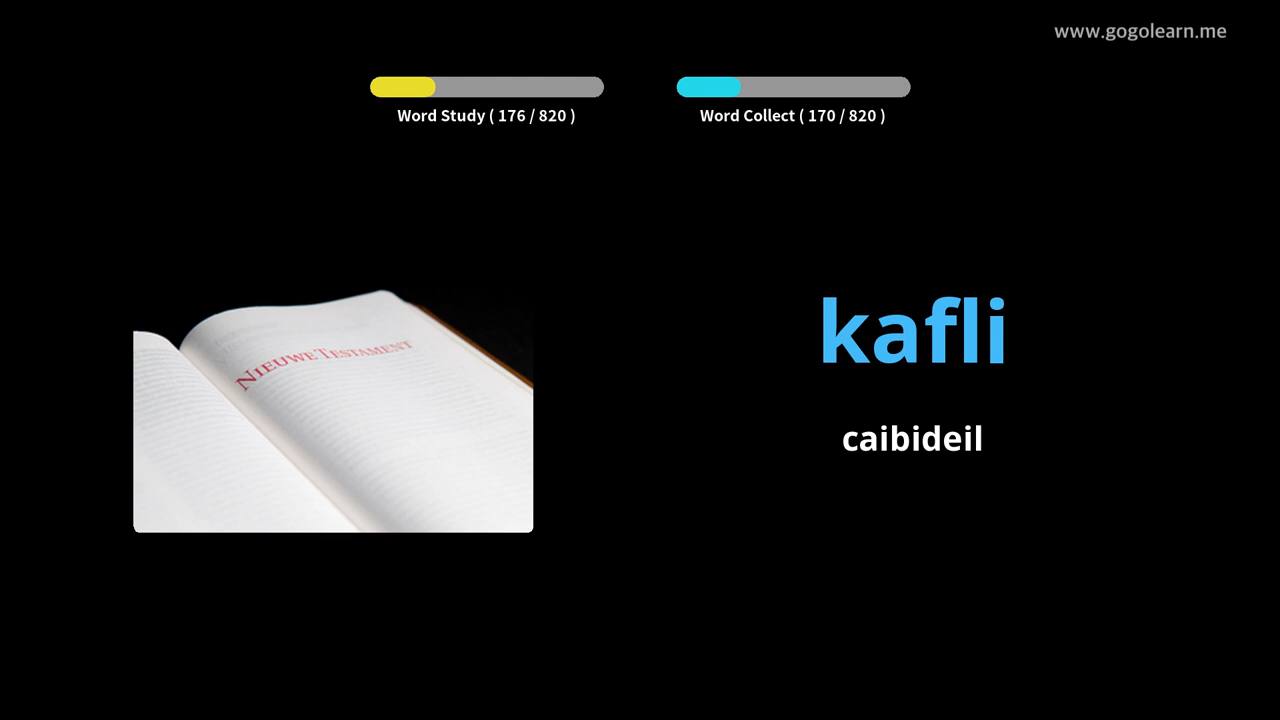 www.gogolearn.me
Word Study ( 176 / 820 )
Word Collect ( 170 / 820 )
NIEUWE TESTAMENT
kafli
caibideil